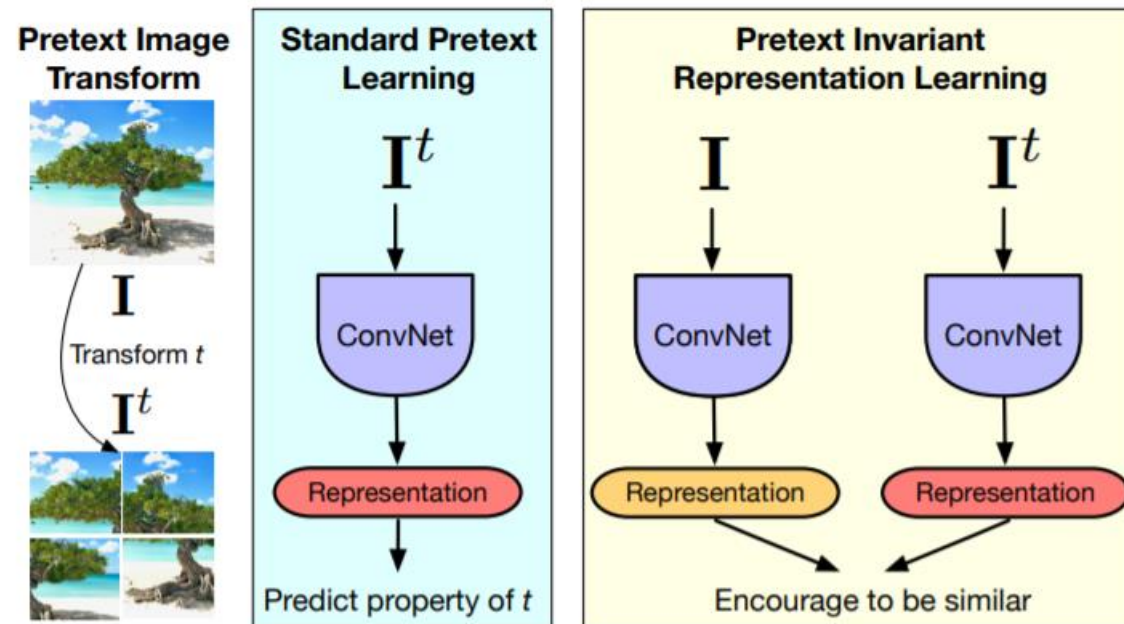 Pretext Image
Transform
I
Transform t
I^t
Standard Pretext
Learning
I^t
ConvNet
Representation
Predict property of t
Pretext Invariant
Representation Learning
I
I^t
ConvNet
ConvNet
Representation
Representation
Encourage to be similar